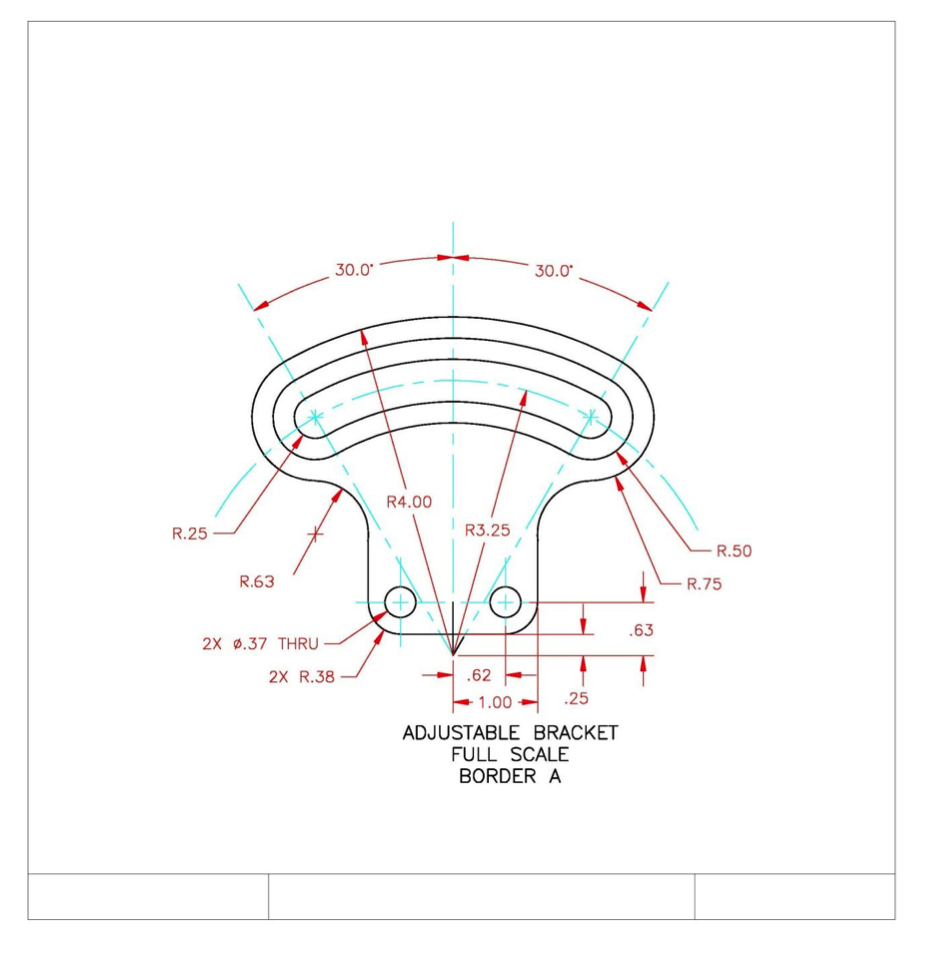 30.0°
30.0°
R4.00
R3.25
R.25
R.50
R.63
R.75
2X ø.37 THRU
.63
2X R.38
.62
1.00
.25
ADJUSTABLE BRACKET
FULL SCALE
BORDER A